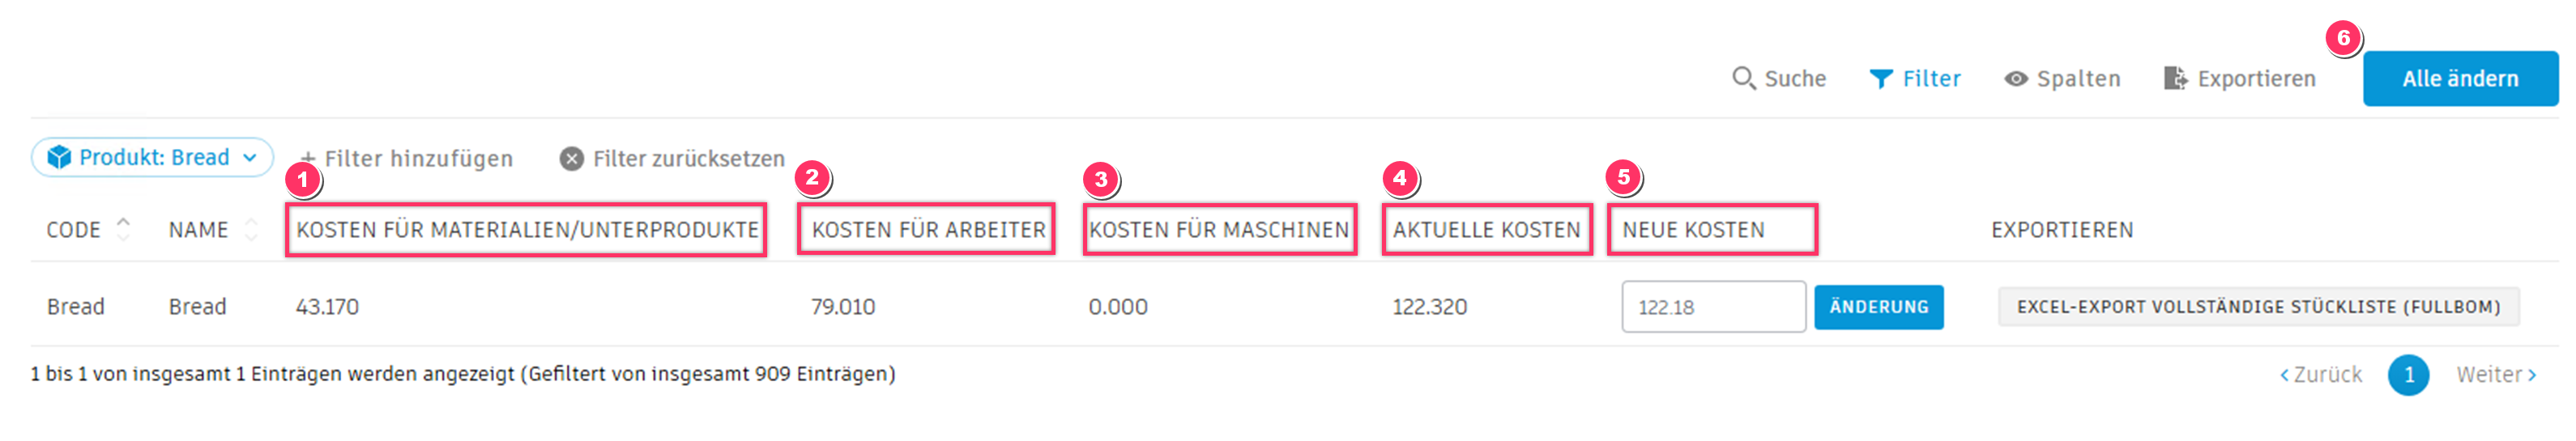 6
Suche Filter Spalten Exportieren Alle ändern
Produkt: Bread + Filter hinzufügen Filter zurücksetzen
1 2 3 4 5
CODE NAME KOSTEN FÜR MATERIALIEN/UNTERPRODUKTE KOSTEN FÜR ARBEITER KOSTEN FÜR MASCHINEN AKTUELLE KOSTEN NEUE KOSTEN EXPORTIEREN
Bread Bread 43.170 79.010 0.000 122.320 122.18 ÄNDERUNG EXCEL-EXPORT VOLLSTÄNDIGE STÜCKLISTE (FULLBOM)
1 bis 1 von insgesamt 1 Einträgen werden angezeigt (Gefiltert von insgesamt 909 Einträgen) Zurück 1 Weiter